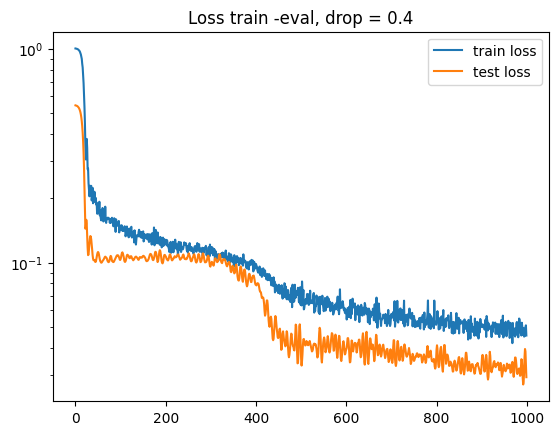 Loss train -eval, drop = 0.4
train loss
test loss
10⁰
10⁻¹
0 200 400 600 800 1000